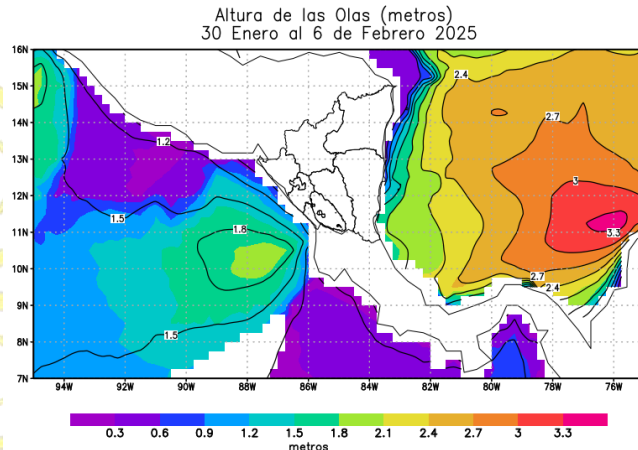 Altura de las Olas (metros)
30 Enero al 6 de Febrero 2025
16N
15N
14N
13N
12N
11N
10N
9N
8N
7N
2.4
2.7
1.2
3
1.5
1.8
3.3
2.7
2.4
1.5
94W 92W 90W 88W 86W 84W 82W 80W 78W 76W
0.3 0.6 0.9 1.2 1.5 1.8 2.1 2.4 2.7 3 3.3
metros